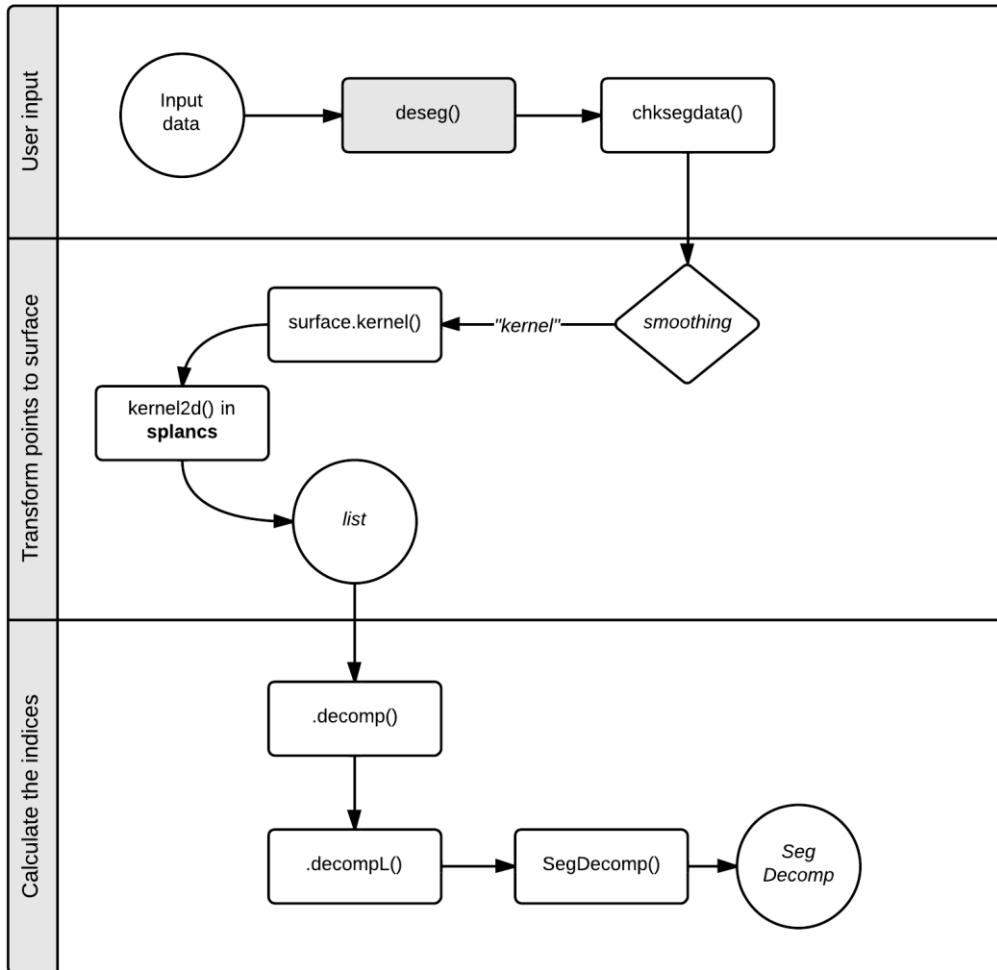 User input
Input
data
deseg()
chksegdata()
Transform points to surface
smoothing
"kernel"
surface.kernel()
kernel2d() in
splancs
list
Calculate the indices
.decomp()
.decompL()
SegDecomp()
Seg
Decomp